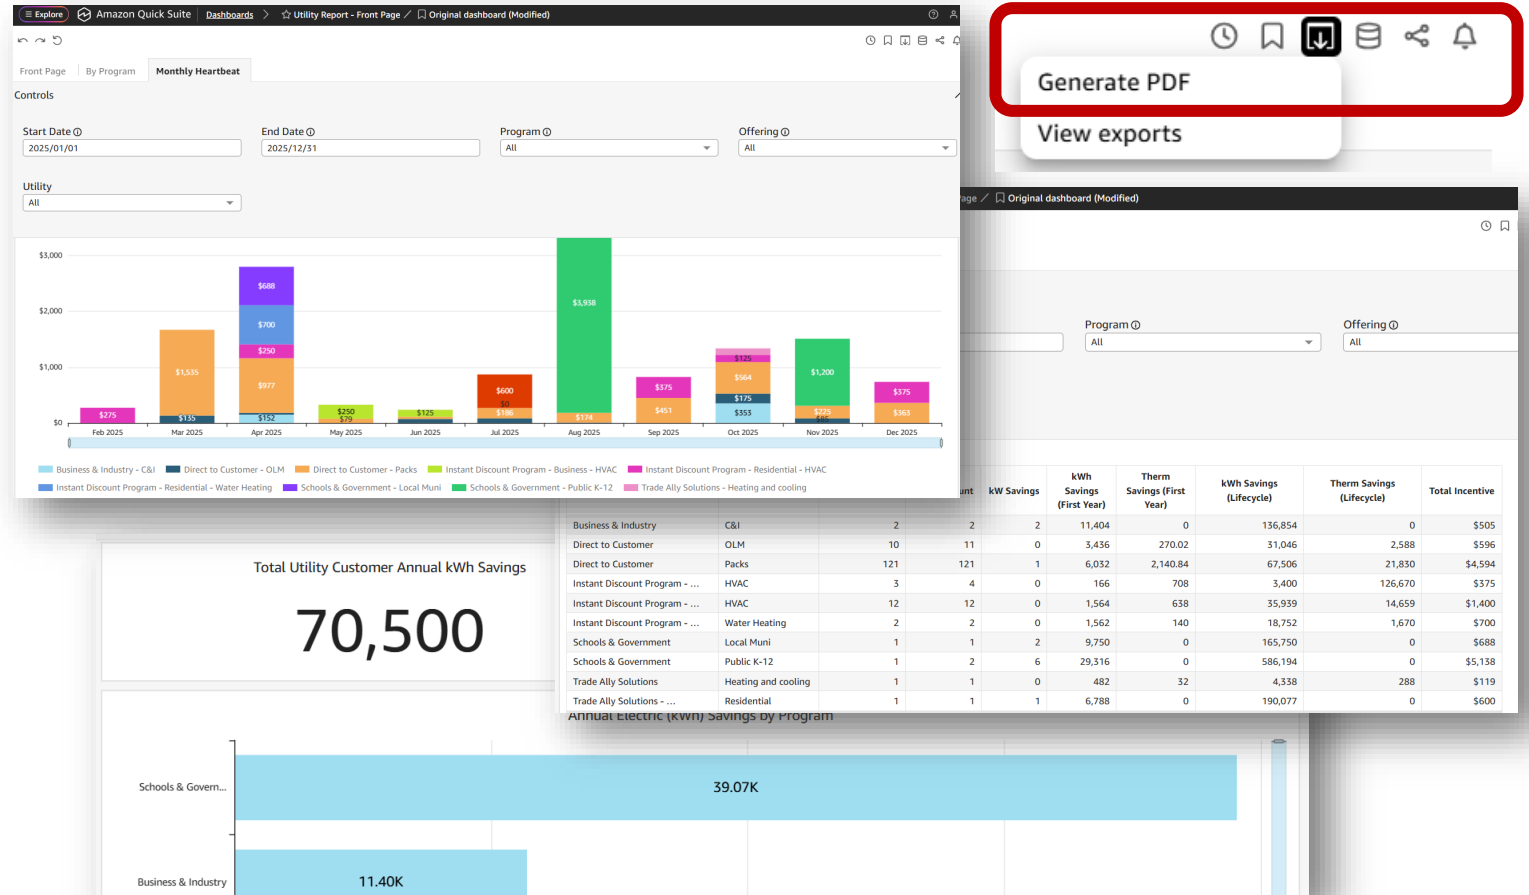 Explore Amazon Quick Suite Dashboards > Utility Report - Front Page / Original dashboard (Modified)
Front Page By Program Monthly Heartbeat
Controls
Start Date End Date Program Offering
2025/01/01 2025/12/31 All All
Utility
All
$3,000
$2,000
$1,000
$0
$275
$1,535
$135
$688
$700
$250
$977
$152
$250
$79
$125
$600
$0
$186
$3,938
$174
$375
$451
$125
$564
$175
$353
$1,200
$225
$85
$375
$363
Feb 2025 Mar 2025 Apr 2025 May 2025 Jun 2025 Jul 2025 Aug 2025 Sep 2025 Oct 2025 Nov 2025 Dec 2025
Business & Industry - C&I Direct to Customer - OLM Direct to Customer - Packs Instant Discount Program - Business - HVAC Instant Discount Program - Residential - HVAC
Instant Discount Program - Residential - Water Heating Schools & Government - Local Muni Schools & Government - Public K-12 Trade Ally Solutions - Heating and cooling
Generate PDF
View exports
age / Original dashboard (Modified)
Program Offering
All All
unt kW Savings kWh Savings (First Year) Therm Savings (First Year) kWh Savings (Lifecycle) Therm Savings (Lifecycle) Total Incentive
Business & Industry C&I 2 2 2 11,404 0 136,854 0 $505
Direct to Customer OLM 10 11 0 3,436 270.02 31,046 2,588 $596
Direct to Customer Packs 121 121 1 6,032 2,140.84 67,506 21,830 $4,594
Instant Discount Program - ... HVAC 3 4 0 166 708 3,400 126,670 $375
Instant Discount Program - ... HVAC 12 12 0 1,564 638 35,939 14,659 $1,400
Instant Discount Program - ... Water Heating 2 2 0 1,562 140 18,752 1,670 $700
Schools & Government Local Muni 1 1 2 9,750 0 165,750 0 $688
Schools & Government Public K-12 1 2 6 29,316 0 586,194 0 $5,138
Trade Ally Solutions Heating and cooling 1 1 0 482 32 4,338 288 $119
Trade Ally Solutions - ... Residential 1 1 1 6,788 0 190,077 0 $600
Total Utility Customer Annual kWh Savings
70,500
Annual Electric (kWh) Savings by Program
Schools & Govern... 39.07K
Business & Industry 11.40K